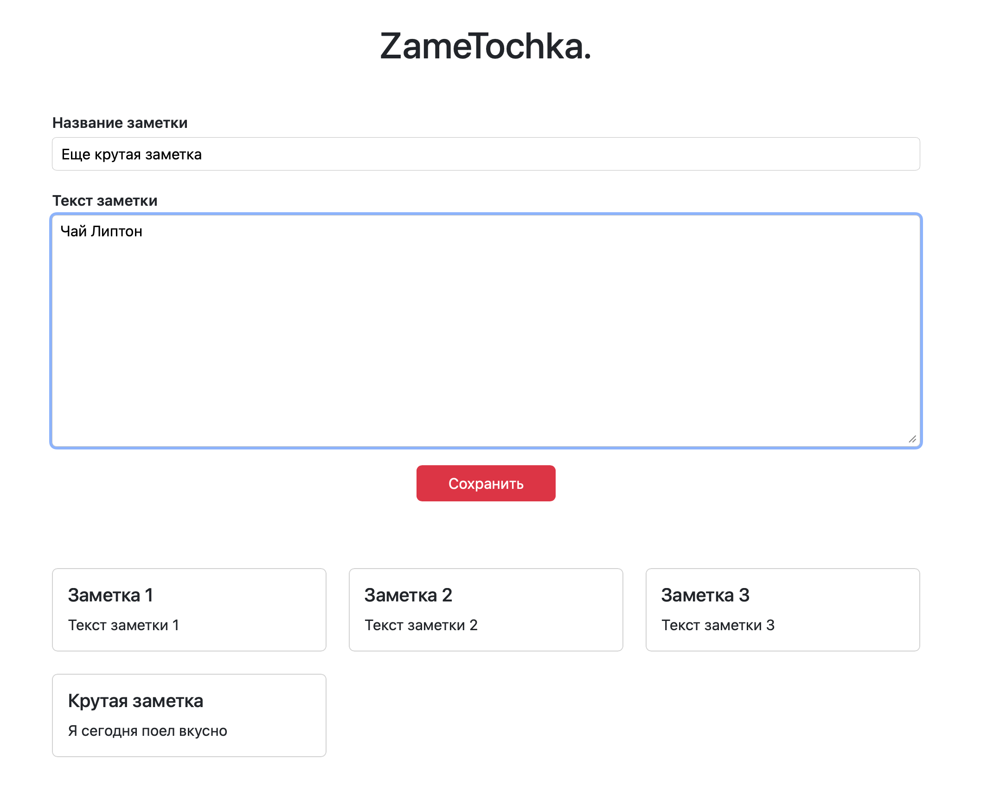 ZameTochka.
Название заметки
Еще крутая заметка
Текст заметки
Чай Липтон
Сохранить
Заметка 1
Текст заметки 1
Заметка 2
Текст заметки 2
Заметка 3
Текст заметки 3
Крутая заметка
Я сегодня поел вкусно